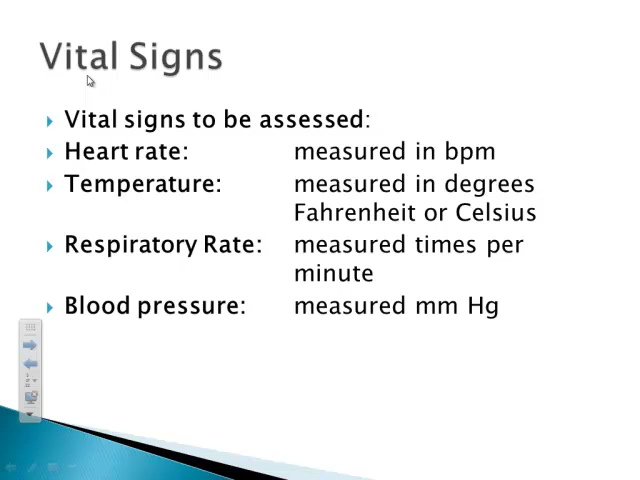 Vital Signs
Vital signs to be assessed:
Heart rate: measured in bpm
Temperature: measured in degrees
Fahrenheit or Celsius
Respiratory Rate: measured times per
minute
Blood pressure: measured mm Hg